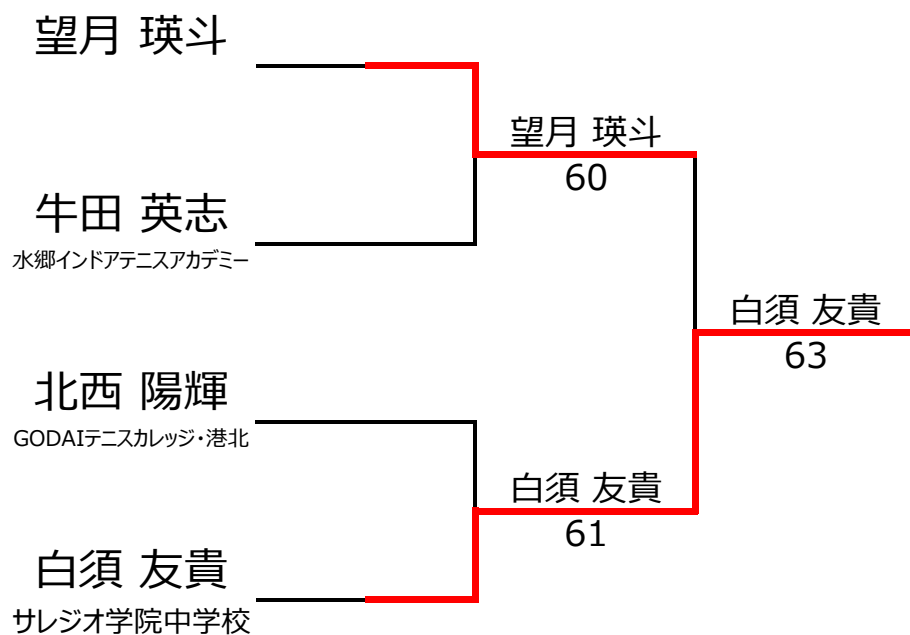 望月 瑛斗
望月 瑛斗
60
牛田 英志
水郷インドアテニスアカデミー
白須 友貴
63
北西 陽輝
GODAIテニスカレッジ・港北
白須 友貴
61
白須 友貴
サレジオ学院中学校